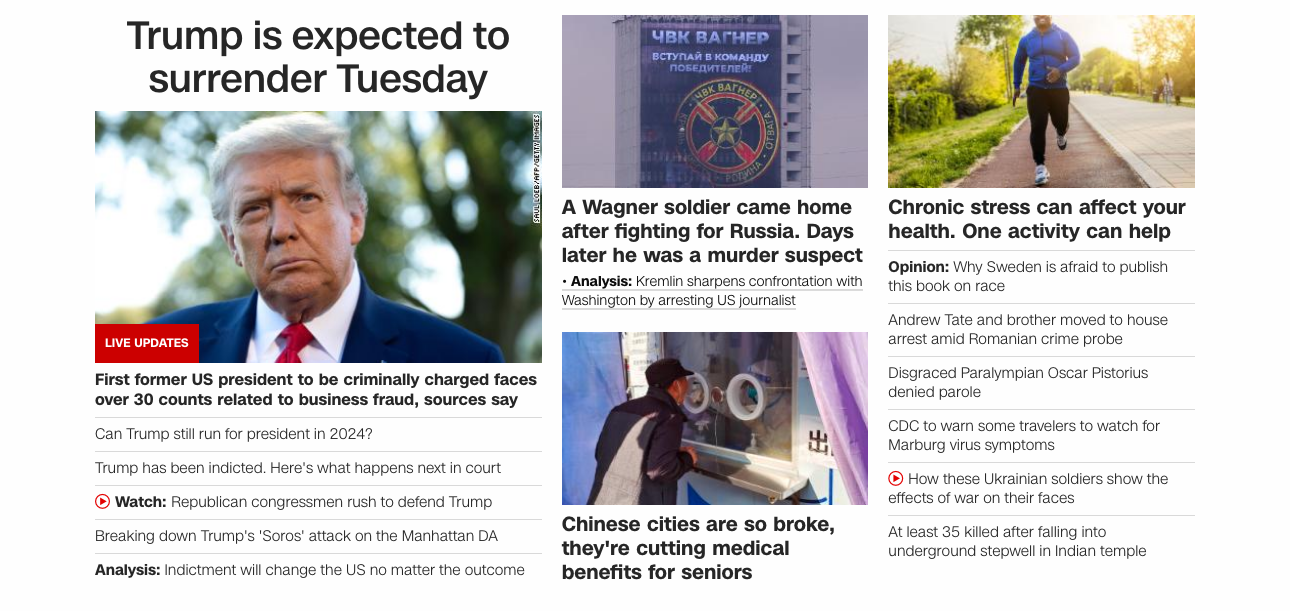 Trump is expected to
surrender Tuesday
SAUL LOEB/AFP/GETTY IMAGES
LIVE UPDATES
First former US president to be criminally charged faces
over 30 counts related to business fraud, sources say
Can Trump still run for president in 2024?
Trump has been indicted. Here's what happens next in court
Watch: Republican congressmen rush to defend Trump
Breaking down Trump's 'Soros' attack on the Manhattan DA
Analysis: Indictment will change the US no matter the outcome
ЧВК ВАГНЕР
ВСТУПАЙ В КОМАНДУ
ПОБЕДИТЕЛЕЙ!
ЧВК ВАГНЕР
ОТВАГА
РОДИНА
A Wagner soldier came home
after fighting for Russia. Days
later he was a murder suspect
• Analysis: Kremlin sharpens confrontation with
Washington by arresting US journalist
Chinese cities are so broke,
they're cutting medical
benefits for seniors
Chronic stress can affect your
health. One activity can help
Opinion: Why Sweden is afraid to publish
this book on race
Andrew Tate and brother moved to house
arrest amid Romanian crime probe
Disgraced Paralympian Oscar Pistorius
denied parole
CDC to warn some travelers to watch for
Marburg virus symptoms
How these Ukrainian soldiers show the
effects of war on their faces
At least 35 killed after falling into
underground stepwell in Indian temple